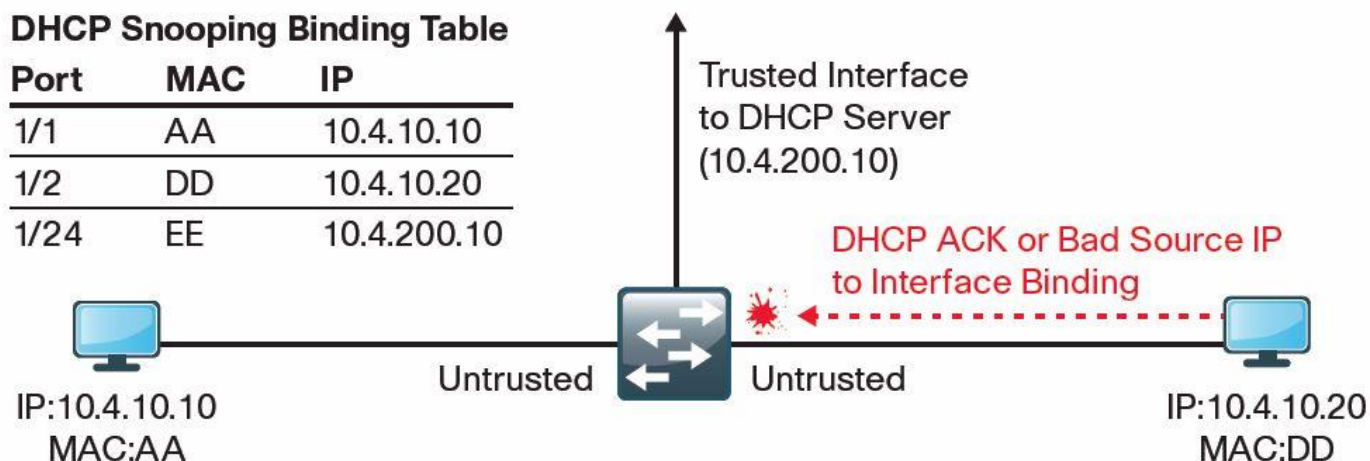 DHCP Snooping Binding Table
Port MAC IP
1/1 AA 10.4.10.10
1/2 DD 10.4.10.20
1/24 EE 10.4.200.10
Trusted Interface
to DHCP Server
(10.4.200.10)
DHCP ACK or Bad Source IP
to Interface Binding
Untrusted
Untrusted
IP:10.4.10.10
MAC:AA
IP:10.4.10.20
MAC:DD